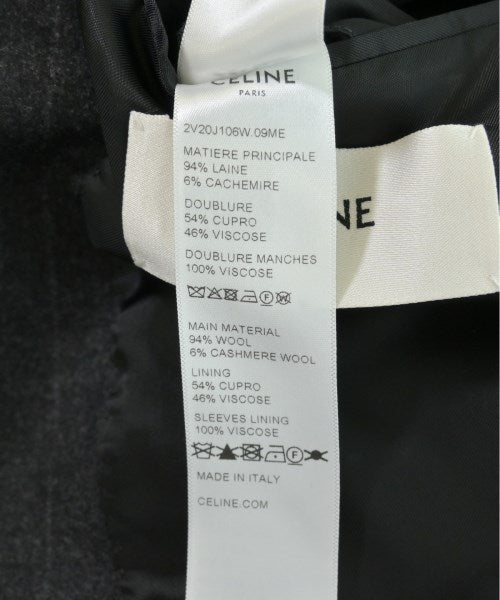 CELINE
PARIS
2V20J106W.09ME
MATIERE PRINCIPALE
94% LAINE
6% CACHEMIRE
DOUBLURE
54% CUPRO
46% VISCOSE
DOUBLURE MANCHES
100% VISCOSE
MAIN MATERIAL
94% WOOL
6% CASHMERE WOOL
LINING
54% CUPRO
46% VISCOSE
SLEEVES LINING
100% VISCOSE
MADE IN ITALY
CELINE.COM
NE